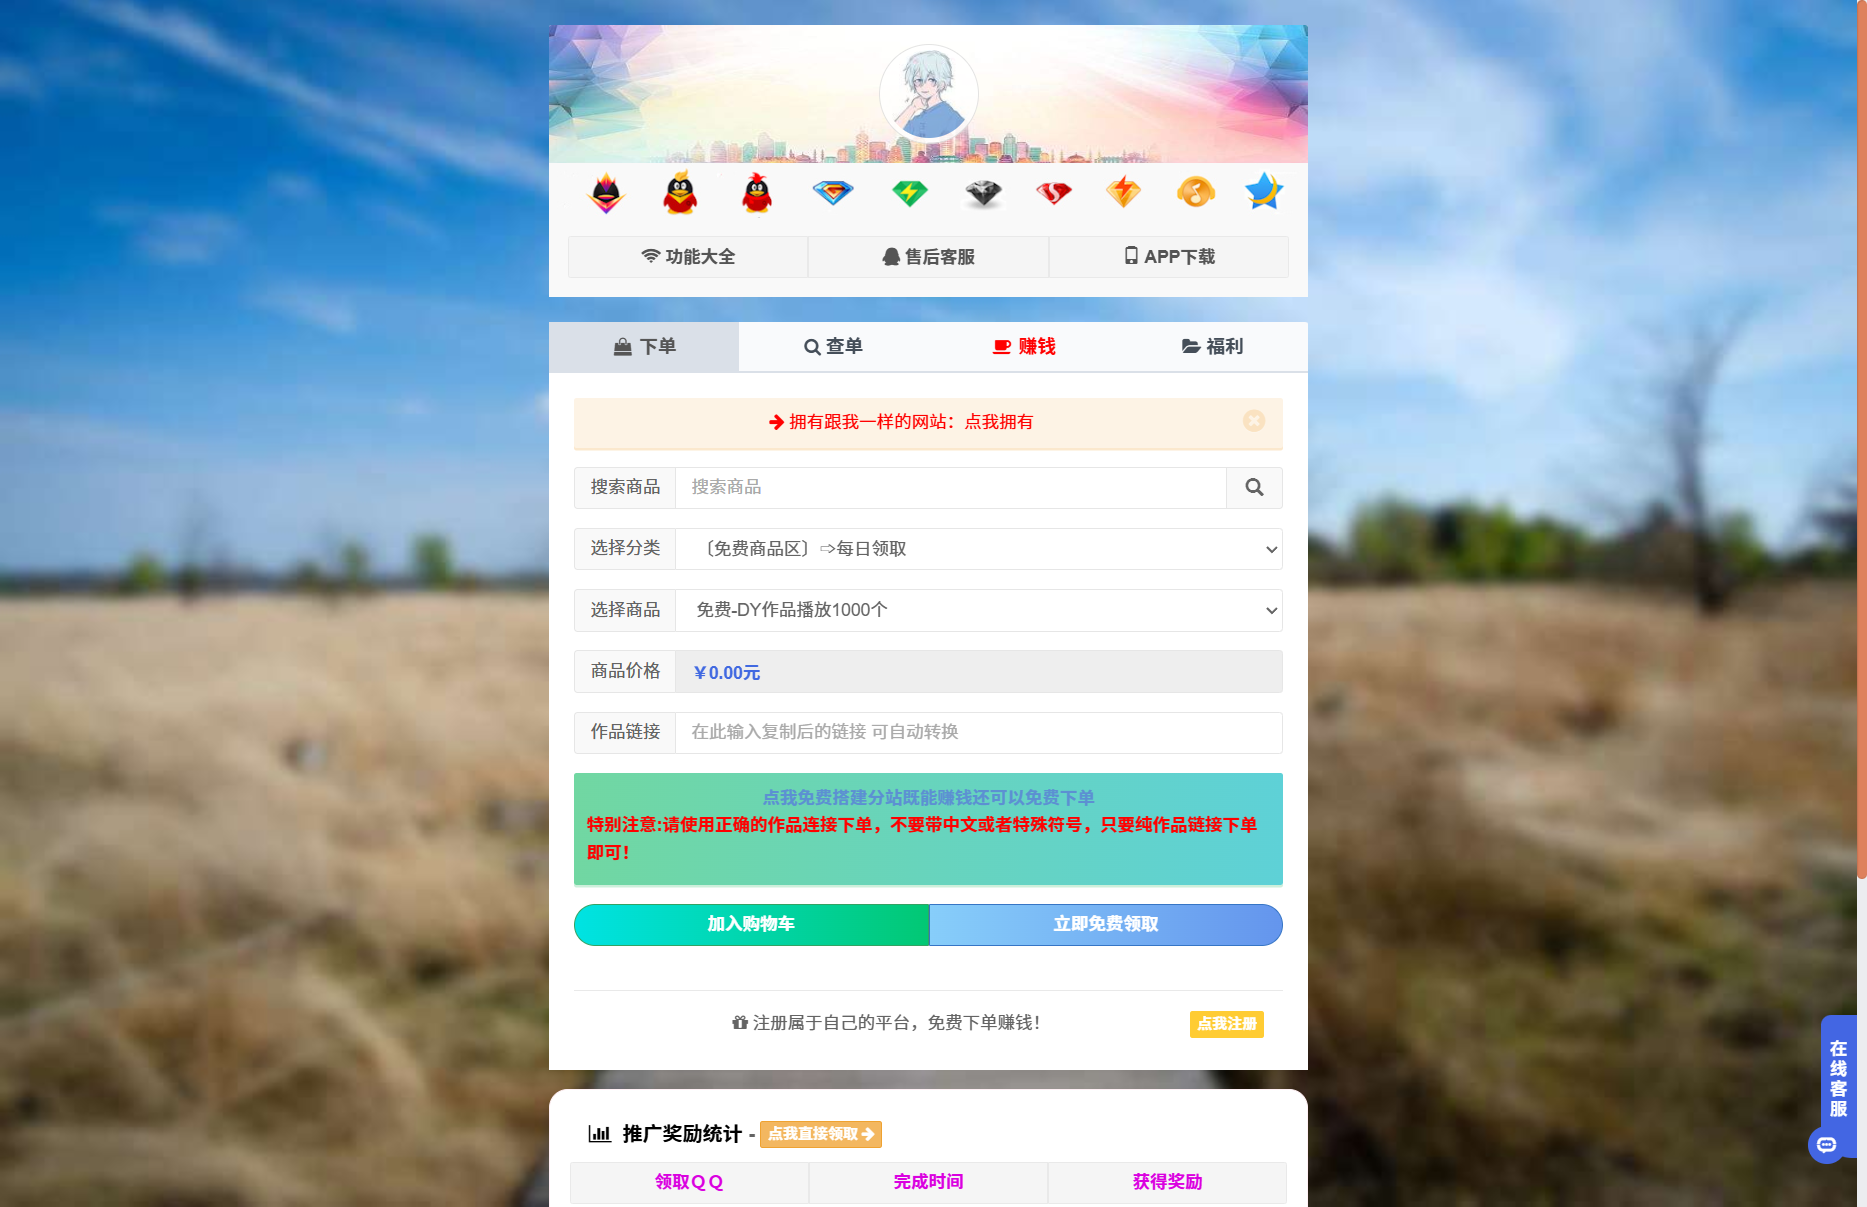 功能大全
售后客服
APP下载
下单
查单
赚钱
福利
拥有跟我一样的网站：点我拥有
搜索商品
搜索商品
选择分类
〔免费商品区〕⇨每日领取
选择商品
免费-DY作品播放1000个
商品价格
￥0.00元
作品链接
在此输入复制后的链接 可自动转换
点我免费搭建分站既能赚钱还可以免费下单
特别注意:请使用正确的作品连接下单，不要带中文或者特殊符号，只要纯作品链接下单
即可！
加入购物车
立即免费领取
注册属于自己的平台，免费下单赚钱！
点我注册
在线客服
推广奖励统计 - 点我直接领取
领取ＱＱ
完成时间
获得奖励